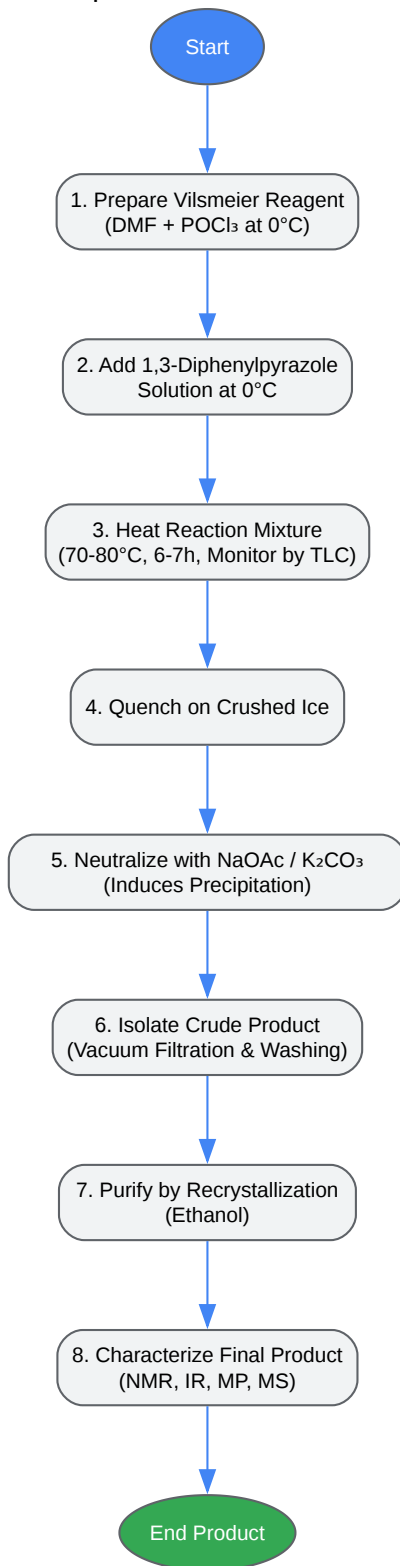 Start
1. Prepare Vilsmeier Reagent
(DMF + POCl₃ at 0°C)
2. Add 1,3-Diphenylpyrazole
Solution at 0°C
3. Heat Reaction Mixture
(70-80°C, 6-7h, Monitor by TLC)
4. Quench on Crushed Ice
5. Neutralize with NaOAc / K₂CO₃
(Induces Precipitation)
6. Isolate Crude Product
(Vacuum Filtration & Washing)
7. Purify by Recrystallization
(Ethanol)
8. Characterize Final Product
(NMR, IR, MP, MS)
End Product